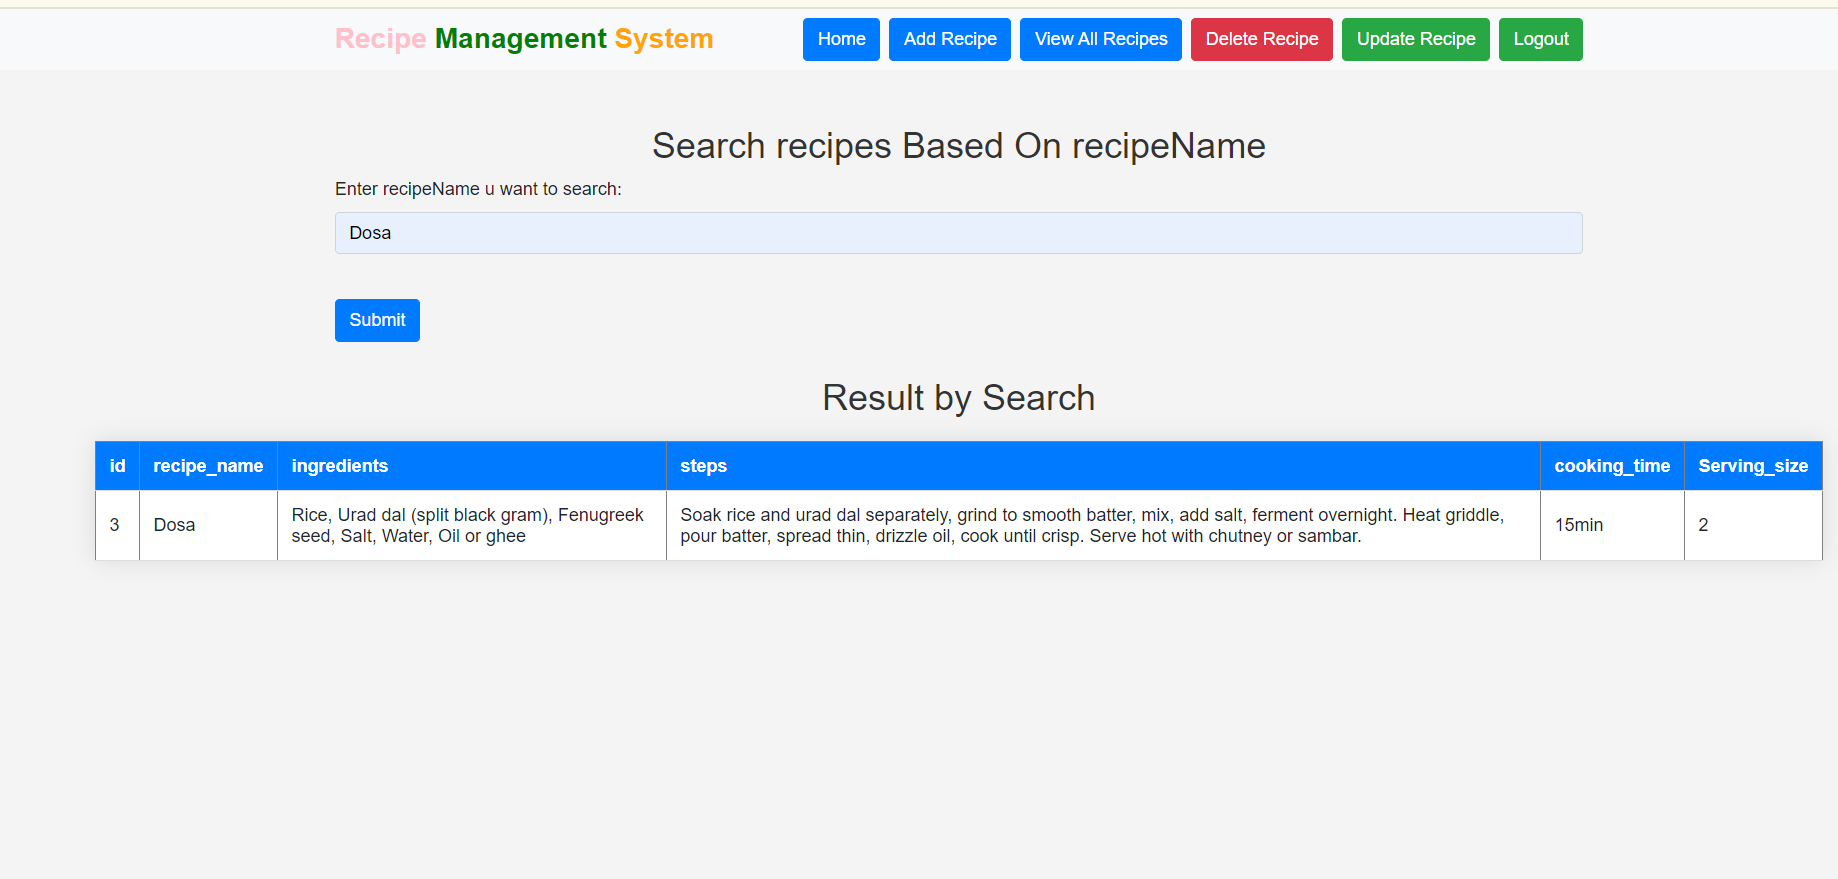 Recipe Management System
Home
Add Recipe
View All Recipes
Delete Recipe
Update Recipe
Logout
Search recipes Based On recipeName
Enter recipeName u want to search:
Dosa
Submit
Result by Search
id
recipe_name
ingredients
steps
cooking_time
Serving_size
3
Dosa
Rice, Urad dal (split black gram), Fenugreek
seed, Salt, Water, Oil or ghee
Soak rice and urad dal separately, grind to smooth batter, mix, add salt, ferment overnight. Heat griddle,
pour batter, spread thin, drizzle oil, cook until crisp. Serve hot with chutney or sambar.
15min
2